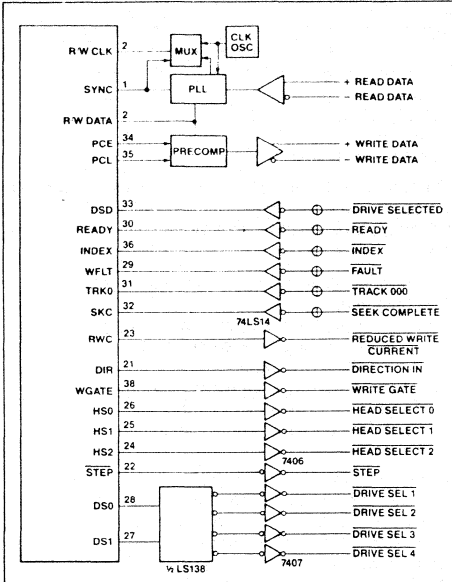 CLK
OSC
R/W CLK 2 MUX
SYNC 1 PLL + READ DATA
- READ DATA
R/W DATA 2
PCE 34 + WRITE DATA
PCL 35 PRECOMP - WRITE DATA
DSD 33 DRIVE SELECTED
READY 30 READY
INDEX 36 INDEX
WFLT 29 FAULT
TRK0 31 TRACK 000
SKC 32 SEEK COMPLETE
74LS14
RWC 23 REDUCED WRITE
CURRENT
DIR 21 DIRECTION IN
WGATE 38 WRITE GATE
HS0 26 HEAD SELECT 0
HS1 25 HEAD SELECT 1
HS2 24 HEAD SELECT 2
7406
STEP 22 STEP
DS0 28 DRIVE SEL 1
DRIVE SEL 2
DS1 27 DRIVE SEL 3
DRIVE SEL 4
½ LS138 7407